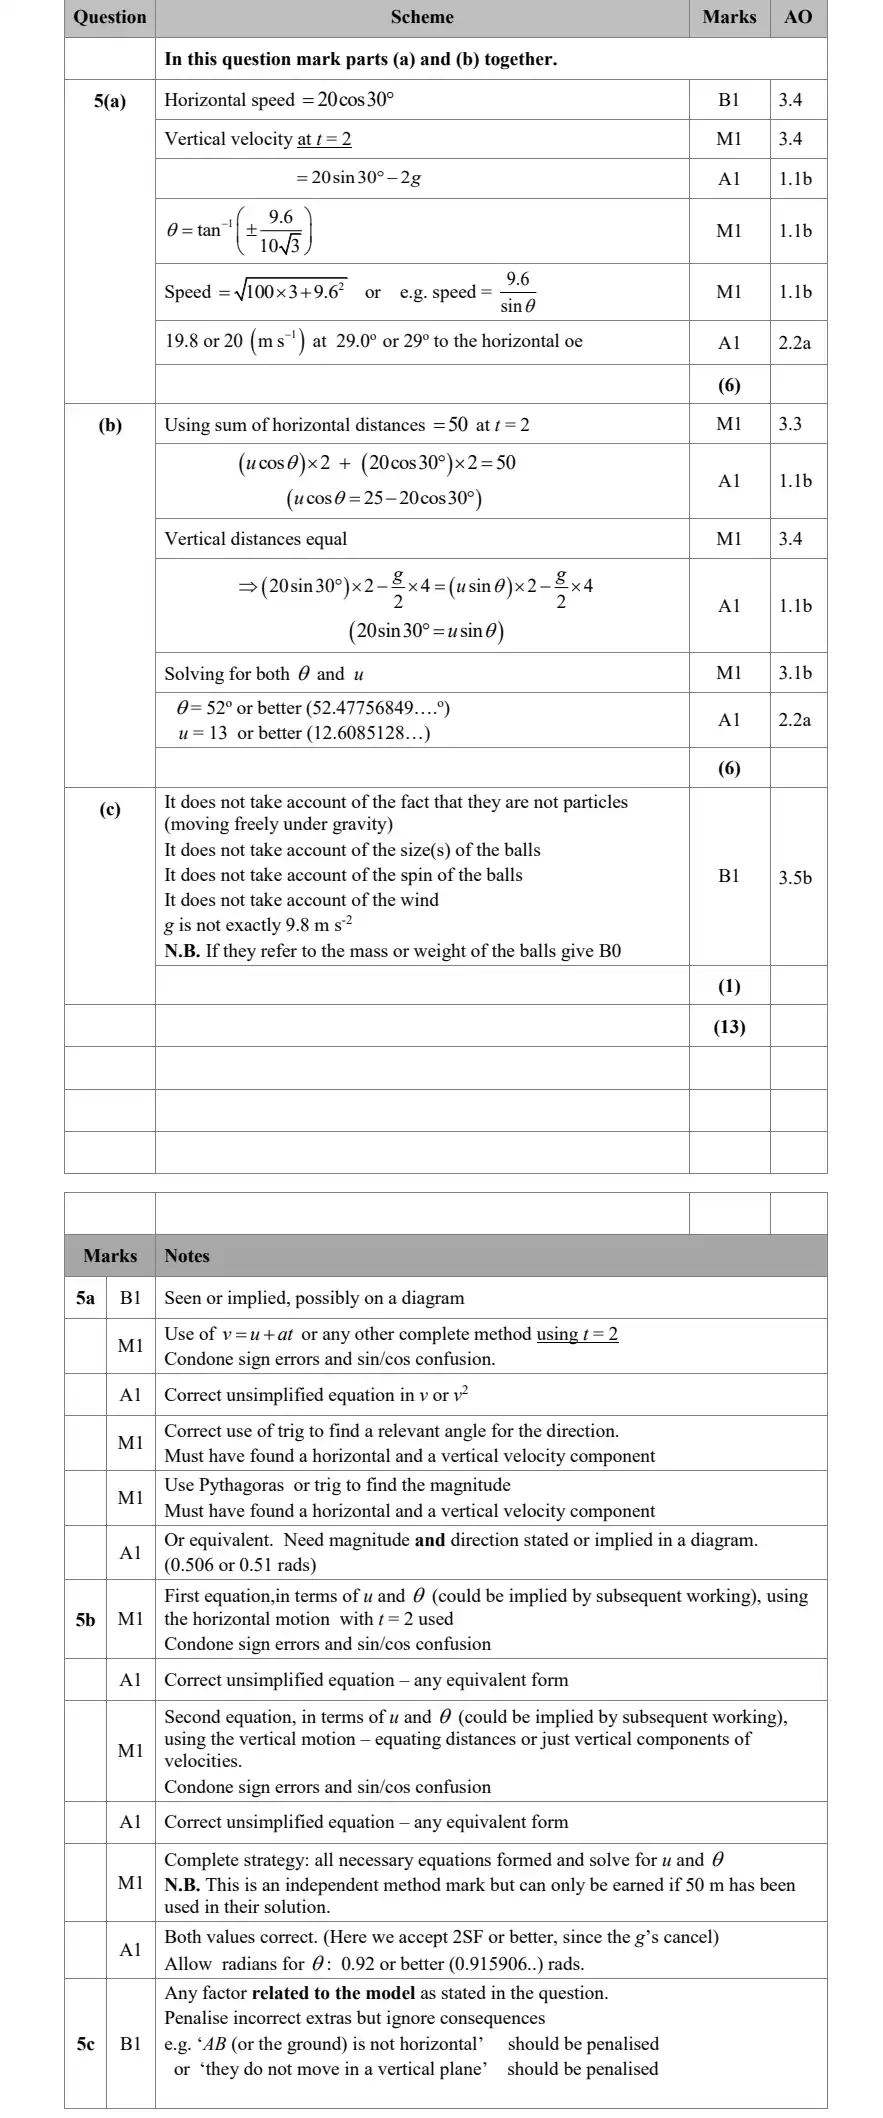 Question Scheme Marks AO
In this question mark parts (a) and (b) together.
5(a) Horizontal speed = 20cos30° B1 3.4
Vertical velocity at t = 2 M1 3.4
= 20sin30° − 2g A1 1.1b
θ = tan⁻¹(± 9.6/10√3) M1 1.1b
Speed = √(100×3+9.6²) or e.g. speed = 9.6/sinθ M1 1.1b
19.8 or 20 (m s⁻¹) at 29.0º or 29º to the horizontal oe A1 2.2a
(6)
(b) Using sum of horizontal distances = 50 at t = 2 M1 3.3
(ucosθ)×2 + (20cos30°)×2 = 50
(ucosθ = 25 − 20cos30°) A1 1.1b
Vertical distances equal M1 3.4
⇒ (20sin30°)×2 − g/2×4 = (usinθ)×2 − g/2×4
(20sin30° = usinθ) A1 1.1b
Solving for both θ and u M1 3.1b
θ = 52º or better (52.47756849….º)
u = 13 or better (12.6085128…) A1 2.2a
(6)
(c) It does not take account of the fact that they are not particles
(moving freely under gravity)
It does not take account of the size(s) of the balls
It does not take account of the spin of the balls B1 3.5b
It does not take account of the wind
g is not exactly 9.8 m s⁻²
N.B. If they refer to the mass or weight of the balls give B0
(1)
(13)
Marks Notes
5a B1 Seen or implied, possibly on a diagram
M1 Use of v = u + at or any other complete method using t = 2
Condone sign errors and sin/cos confusion.
A1 Correct unsimplified equation in v or v²
M1 Correct use of trig to find a relevant angle for the direction.
Must have found a horizontal and a vertical velocity component
M1 Use Pythagoras or trig to find the magnitude
Must have found a horizontal and a vertical velocity component
A1 Or equivalent. Need magnitude and direction stated or implied in a diagram.
(0.506 or 0.51 rads)
5b M1 First equation,in terms of u and θ (could be implied by subsequent working), using
the horizontal motion with t = 2 used
Condone sign errors and sin/cos confusion
A1 Correct unsimplified equation – any equivalent form
M1 Second equation, in terms of u and θ (could be implied by subsequent working),
using the vertical motion – equating distances or just vertical components of
velocities.
Condone sign errors and sin/cos confusion
A1 Correct unsimplified equation – any equivalent form
M1 Complete strategy: all necessary equations formed and solve for u and θ
N.B. This is an independent method mark but can only be earned if 50 m has been
used in their solution.
A1 Both values correct. (Here we accept 2SF or better, since the g’s cancel)
Allow radians for θ : 0.92 or better (0.915906..) rads.
5c B1 Any factor related to the model as stated in the question.
Penalise incorrect extras but ignore consequences
e.g. ‘AB (or the ground) is not horizontal’ should be penalised
or ‘they do not move in a vertical plane’ should be penalised